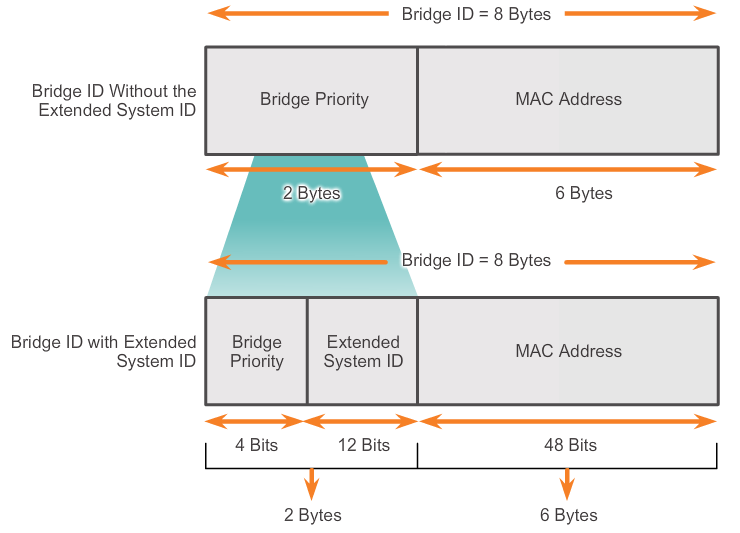 Bridge ID = 8 Bytes
Bridge ID Without the
Extended System ID
Bridge Priority
MAC Address
2 Bytes
6 Bytes
Bridge ID = 8 Bytes
Bridge ID with Extended
System ID
Bridge
Priority
Extended
System ID
MAC Address
4 Bits
12 Bits
48 Bits
2 Bytes
6 Bytes